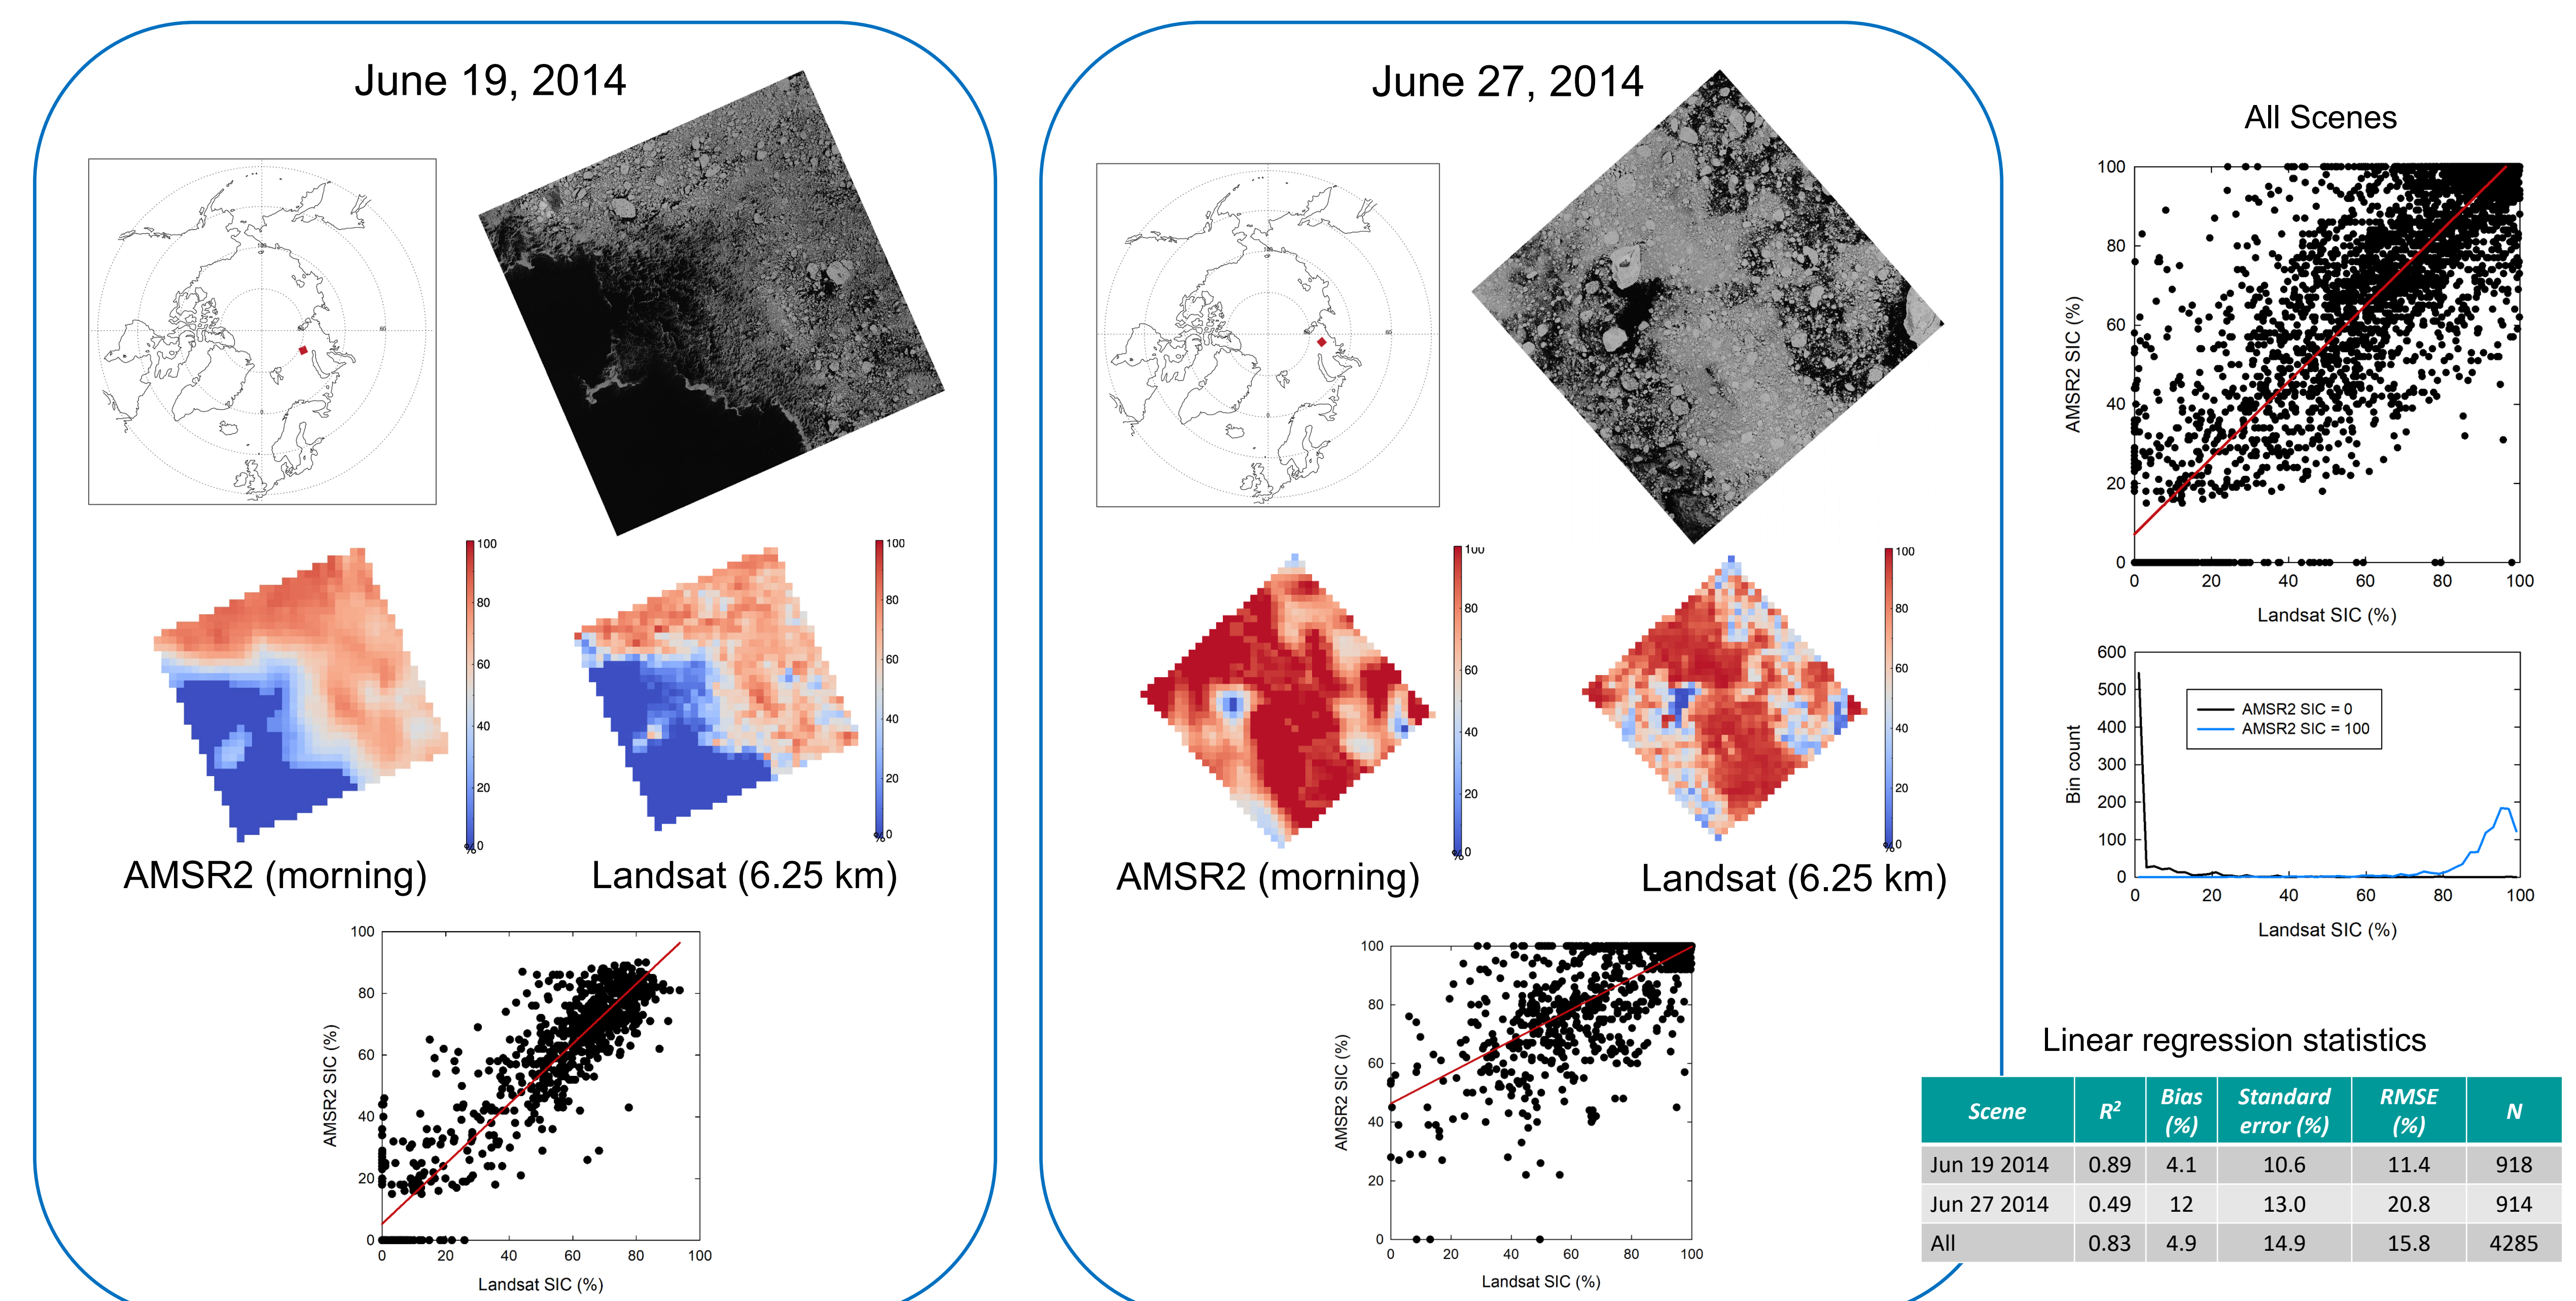 June 19, 2014
100
80
60
0
100
80
60
40
20
0
%
AMSR2 (morning)
100
80
60
40
20
0
%
Landsat (6.25 km)
100
80
60
40
20
0
AMSR2 SIC (%)
0 20 40 60 80 100
Landsat SIC (%)
June 27, 2014
100
80
60
0
100
80
60
40
20
0
%
AMSR2 (morning)
100
80
60
40
20
0
%
Landsat (6.25 km)
100
80
60
40
20
0
AMSR2 SIC (%)
0 20 40 60 80 100
Landsat SIC (%)
All Scenes
100
80
60
40
20
0
AMSR2 SIC (%)
0 20 40 60 80 100
Landsat SIC (%)
600
500
400
300
200
100
0
Bin count
AMSR2 SIC = 0
AMSR2 SIC = 100
0 20 40 60 80 100
Landsat SIC (%)
Linear regression statistics
Scene R² Bias (%) Standard error (%) RMSE (%) N
Jun 19 2014 0.89 4.1 10.6 11.4 918
Jun 27 2014 0.49 12 13.0 20.8 914
All 0.83 4.9 14.9 15.8 4285